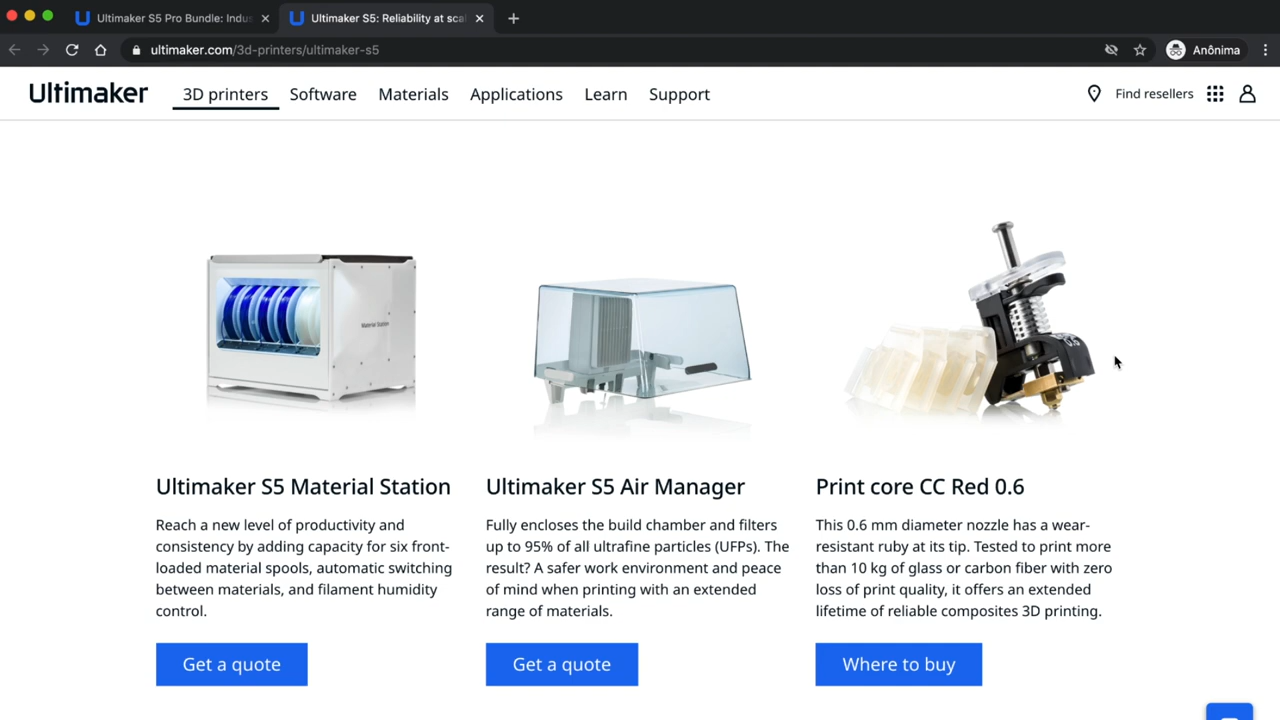 Ultimaker S5 Pro Bundle: Indus
Ultimaker S5: Reliability at scal
ultimaker.com/3d-printers/ultimaker-s5
Anônima
Ultimaker
3D printers
Software
Materials
Applications
Learn
Support
Find resellers
Material Station
0.6
Ultimaker S5 Material Station
Reach a new level of productivity and
consistency by adding capacity for six front-
loaded material spools, automatic switching
between materials, and filament humidity
control.
Get a quote
Ultimaker S5 Air Manager
Fully encloses the build chamber and filters
up to 95% of all ultrafine particles (UFPs). The
result? A safer work environment and peace
of mind when printing with an extended
range of materials.
Get a quote
Print core CC Red 0.6
This 0.6 mm diameter nozzle has a wear-
resistant ruby at its tip. Tested to print more
than 10 kg of glass or carbon fiber with zero
loss of print quality, it offers an extended
lifetime of reliable composites 3D printing.
Where to buy